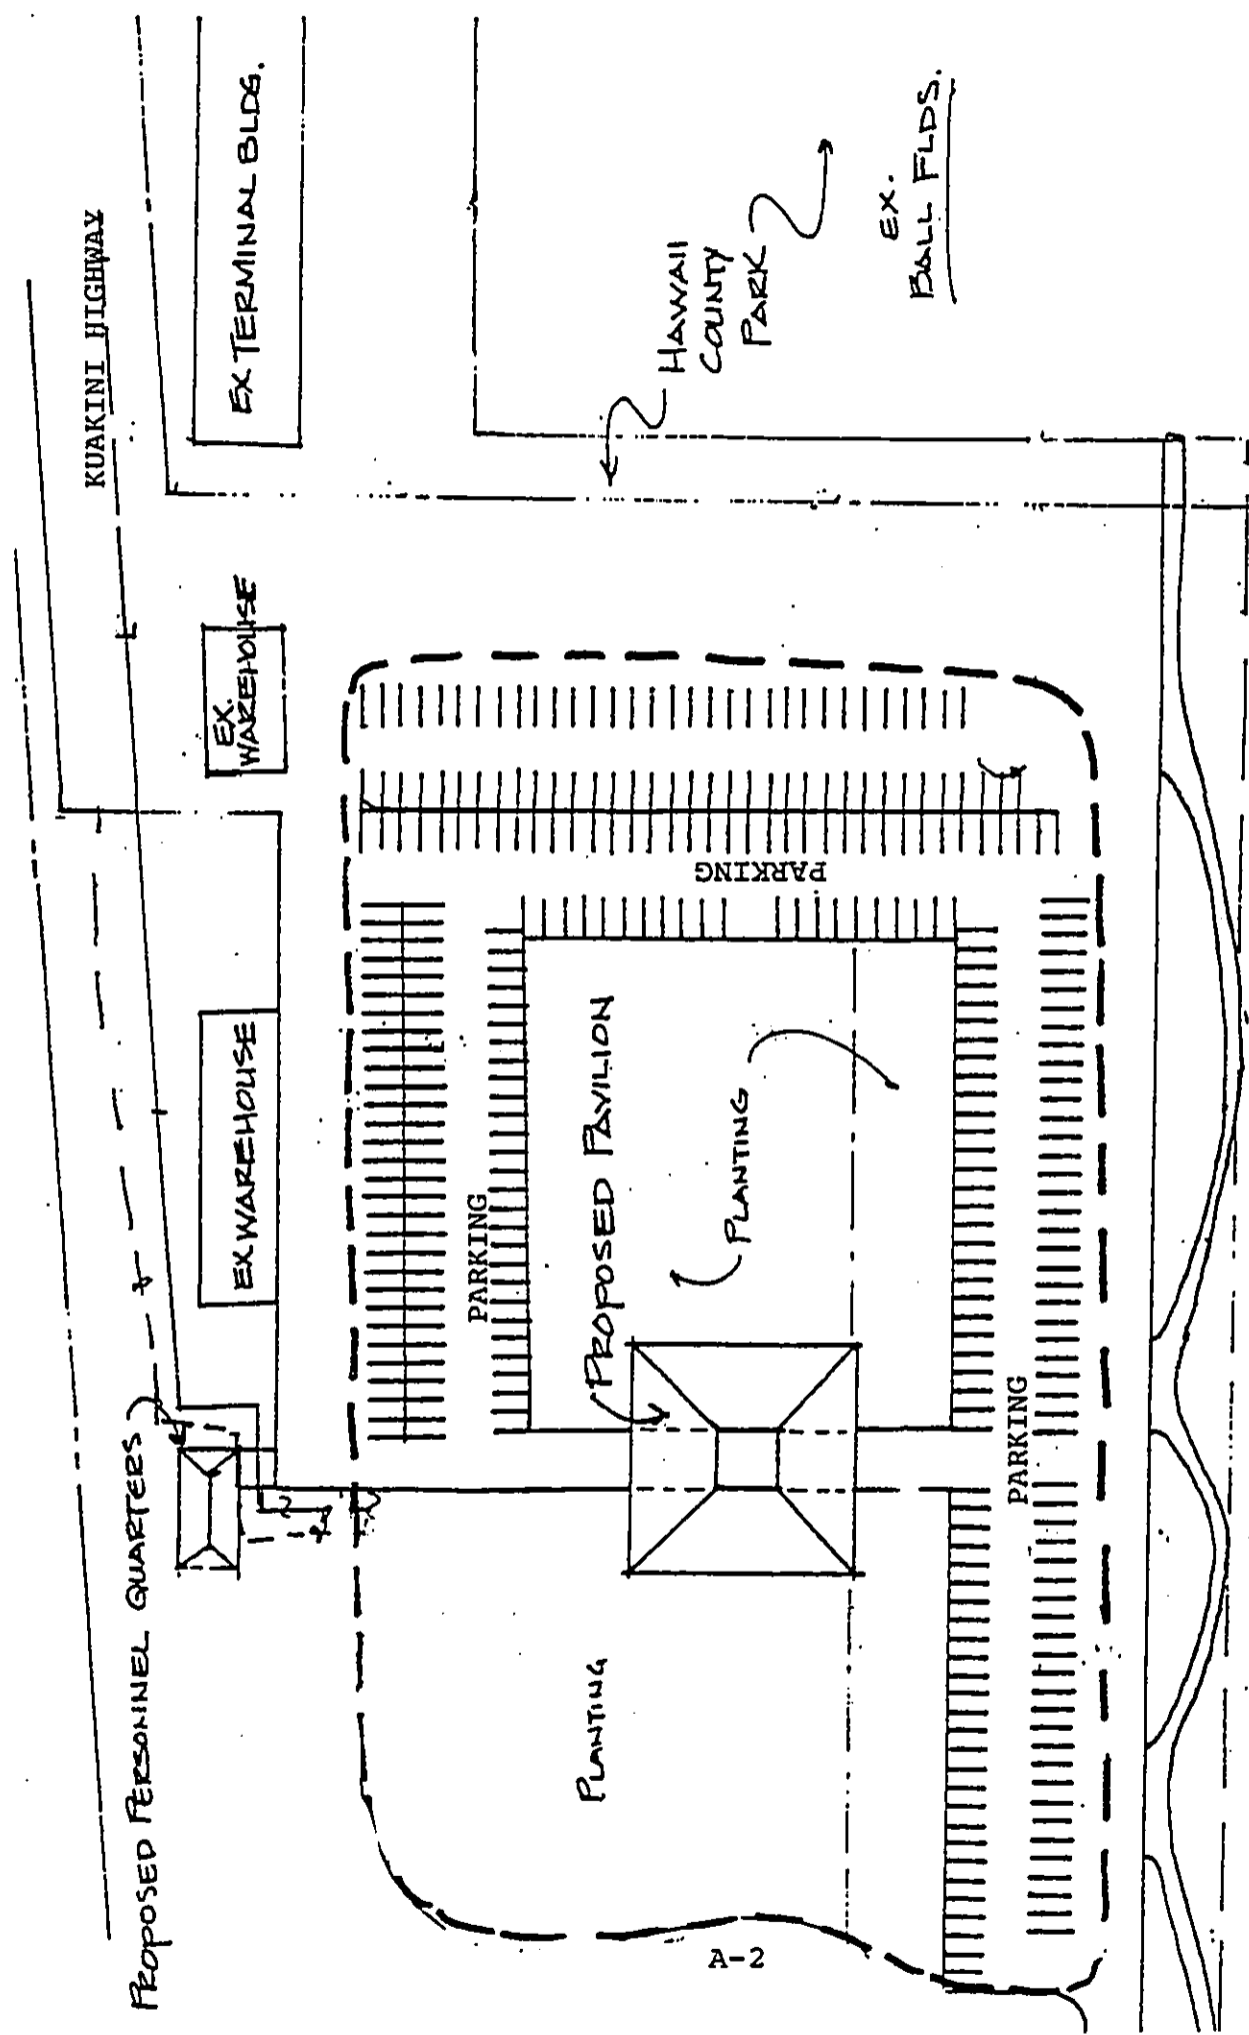 KUAKINI HIGHWAY
EX TERMINAL BLDG.
HAWAII
COUNTY
PARK
EX.
BALL FLDS.
EX.
WAREHOUSE
PARKING
EX WAREHOUSE
PARKING
PROPOSED PAVILION
PLANTING
PROPOSED PERSONNEL QUARTERS
PARKING
PLANTING
A-2